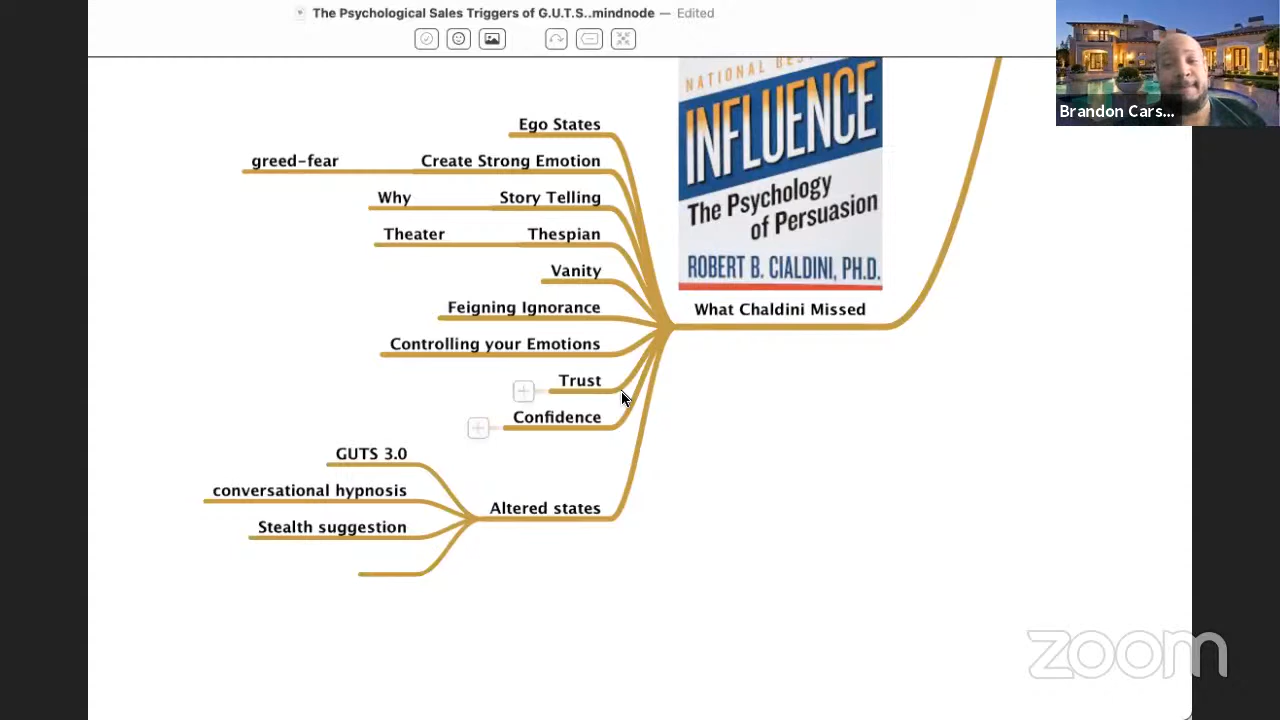 The Psychological Sales Triggers of G.U.T.S..mindnode — Edited
Brandon Cars...
NATIONAL
INFLUENCE
The Psychology
of Persuasion
ROBERT B. CIALDINI, PH.D.
What Chaldini Missed
Ego States
greed-fear Create Strong Emotion
Why Story Telling
Theater Thespian
Vanity
Feigning Ignorance
Controlling your Emotions
Trust
Confidence
GUTS 3.0
conversational hypnosis
Altered states
Stealth suggestion
zoom